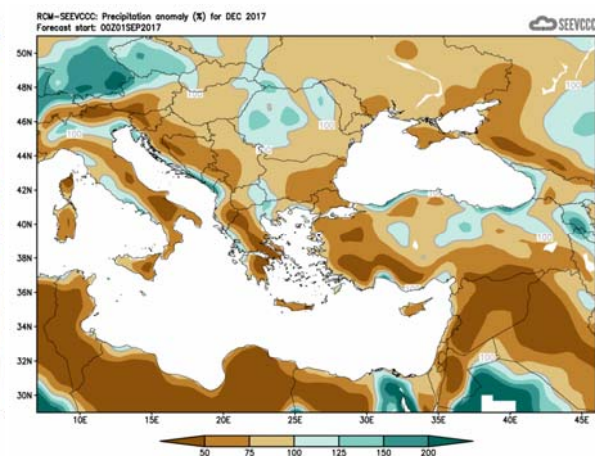 RCM-SEEVCCC: Precipitation anomaly (%) for DEC 2017
Forecast start: 00Z01SEP2017
SEEVCCC
50N
48N
46N
44N
42N
40N
38N
36N
34N
32N
30N
100
100
100
100
100
100
100
10E
15E
20E
25E
30E
35E
40E
45E
50
75
100
125
150
200